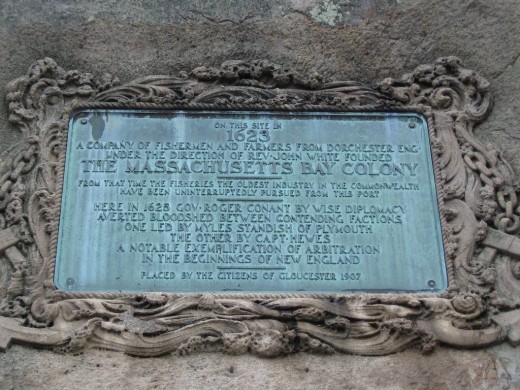 ON THIS SITE IN
1623
A COMPANY OF FISHERMEN AND FARMERS FROM DORCHESTER ENG.
UNDER THE DIRECTION OF REV. JOHN WHITE FOUNDED
THE MASSACHUSETTS BAY COLONY
FROM THAT TIME THE FISHERIES THE OLDEST INDUSTRY IN THE COMMONWEALTH
HAVE BEEN UNINTERRUPTEDLY PURSUED FROM THIS PORT
HERE IN 1625 GOV. ROGER CONANT BY WISE DIPLOMACY
AVERTED BLOODSHED BETWEEN CONTENDING FACTIONS
ONE LED BY MYLES STANDISH OF PLYMOUTH
THE OTHER BY CAPT. HEWES
A NOTABLE EXEMPLIFICATION OF ARBITRATION
IN THE BEGINNINGS OF NEW ENGLAND
PLACED BY THE CITIZENS OF GLOUCESTER 1907